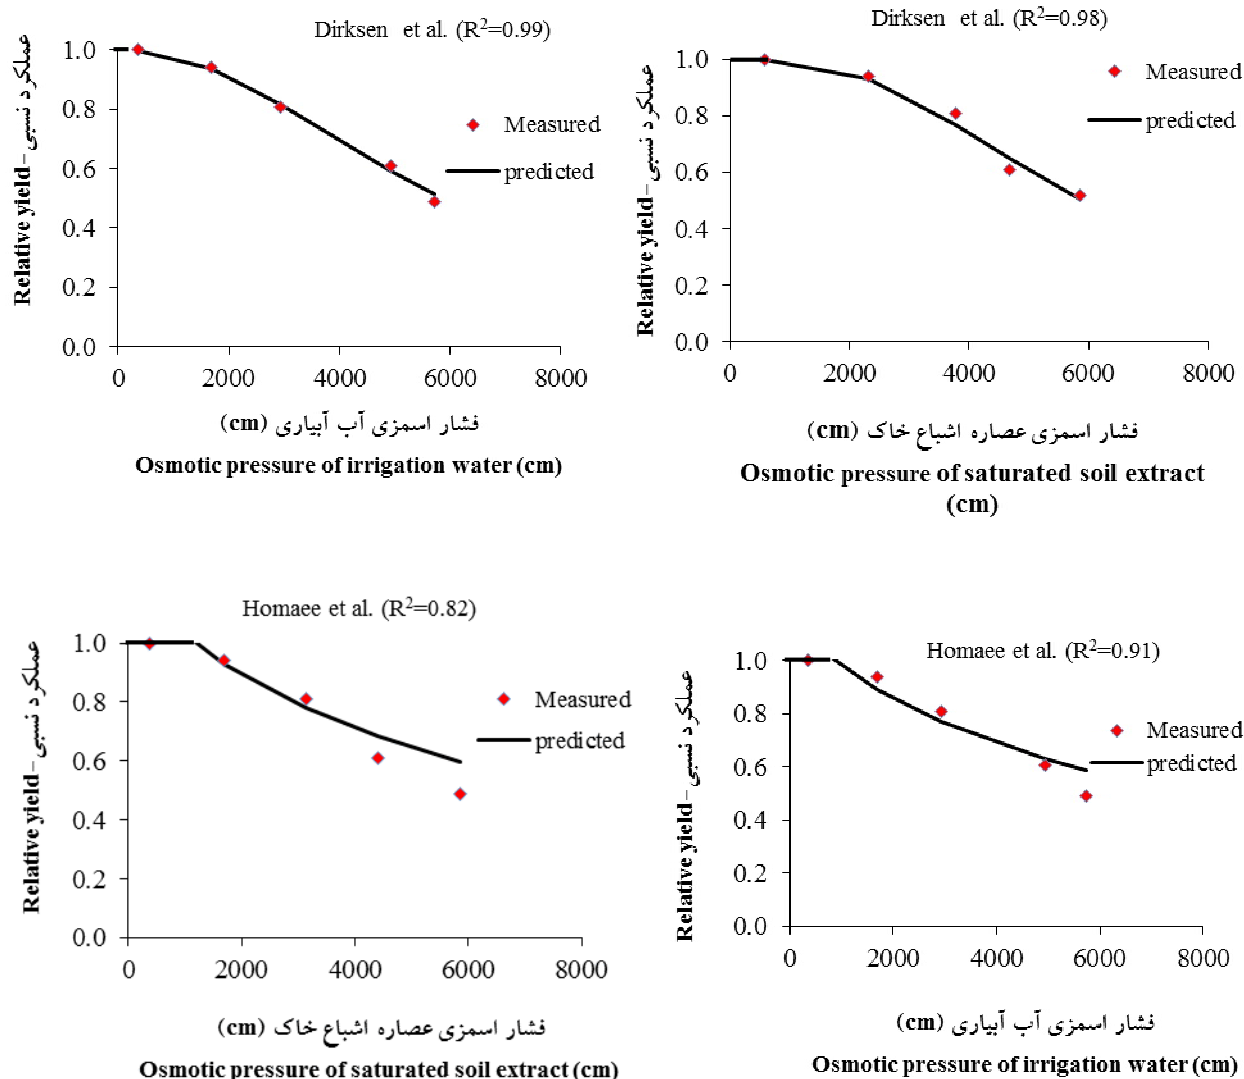 Dirksen et al. (R²=0.99)
Relative yield–عملکرد نسبی
1.0
0.8
0.6
0.4
0.2
0.0
0 2000 4000 6000 8000
Measured
predicted
فشار اسمزی آب آبیاری (cm)
Osmotic pressure of irrigation water (cm)
Dirksen et al. (R²=0.98)
Relative yield–عملکرد نسبی
1.0
0.8
0.6
0.4
0.2
0.0
0 2000 4000 6000 8000
Measured
predicted
فشار اسمزی عصاره اشباع خاک (cm)
Osmotic pressure of saturated soil extract
(cm)
Homaee et al. (R²=0.82)
Relative yield–عملکرد نسبی
1.0
0.8
0.6
0.4
0.2
0.0
0 2000 4000 6000 8000
Measured
predicted
فشار اسمزی عصاره اشباع خاک (cm)
Osmotic pressure of saturated soil extract (cm)
Homaee et al. (R²=0.91)
Relative yield–عملکرد نسبی
1.0
0.8
0.6
0.4
0.2
0.0
0 2000 4000 6000 8000
Measured
predicted
فشار اسمزی آب آبیاری (cm)
Osmotic pressure of irrigation water (cm)